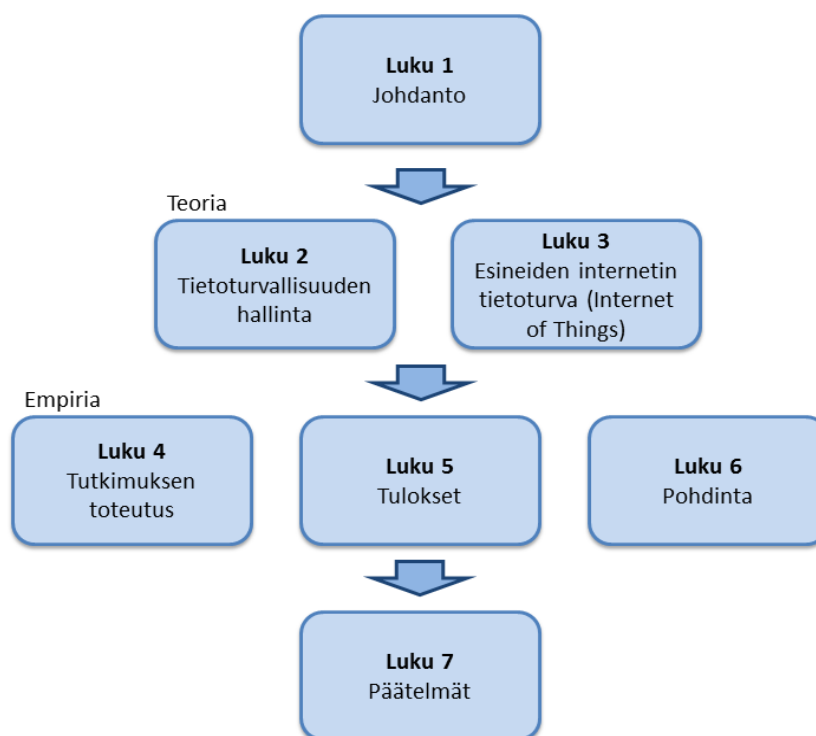 Luku 1
Johdanto
Teoria
Luku 2
Tietoturvallisuuden
hallinta
Luku 3
Esineiden internetin
tietoturva (Internet
of Things)
Empiria
Luku 4
Tutkimuksen
toteutus
Luku 5
Tulokset
Luku 6
Pohdinta
Luku 7
Päätelmät